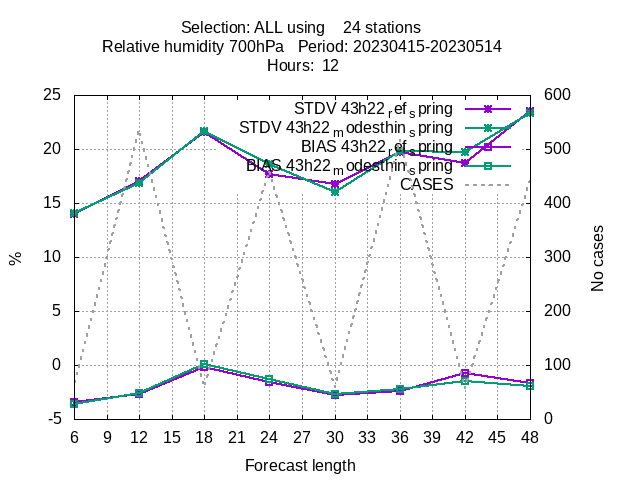 Selection: ALL using    24 stations
Relative humidity 700hPa   Period: 20230415-20230514
Hours:  12
25
20
15
10
5
0
-5
%
600
500
400
300
200
100
0
No cases
STDV 43h22_ref_spring
STDV 43h22_modesthin_spring
BIAS 43h22_ref_spring
BIAS 43h22_modesthin_spring
CASES
6 9 12 15 18 21 24 27 30 33 36 39 42 45 48
Forecast length